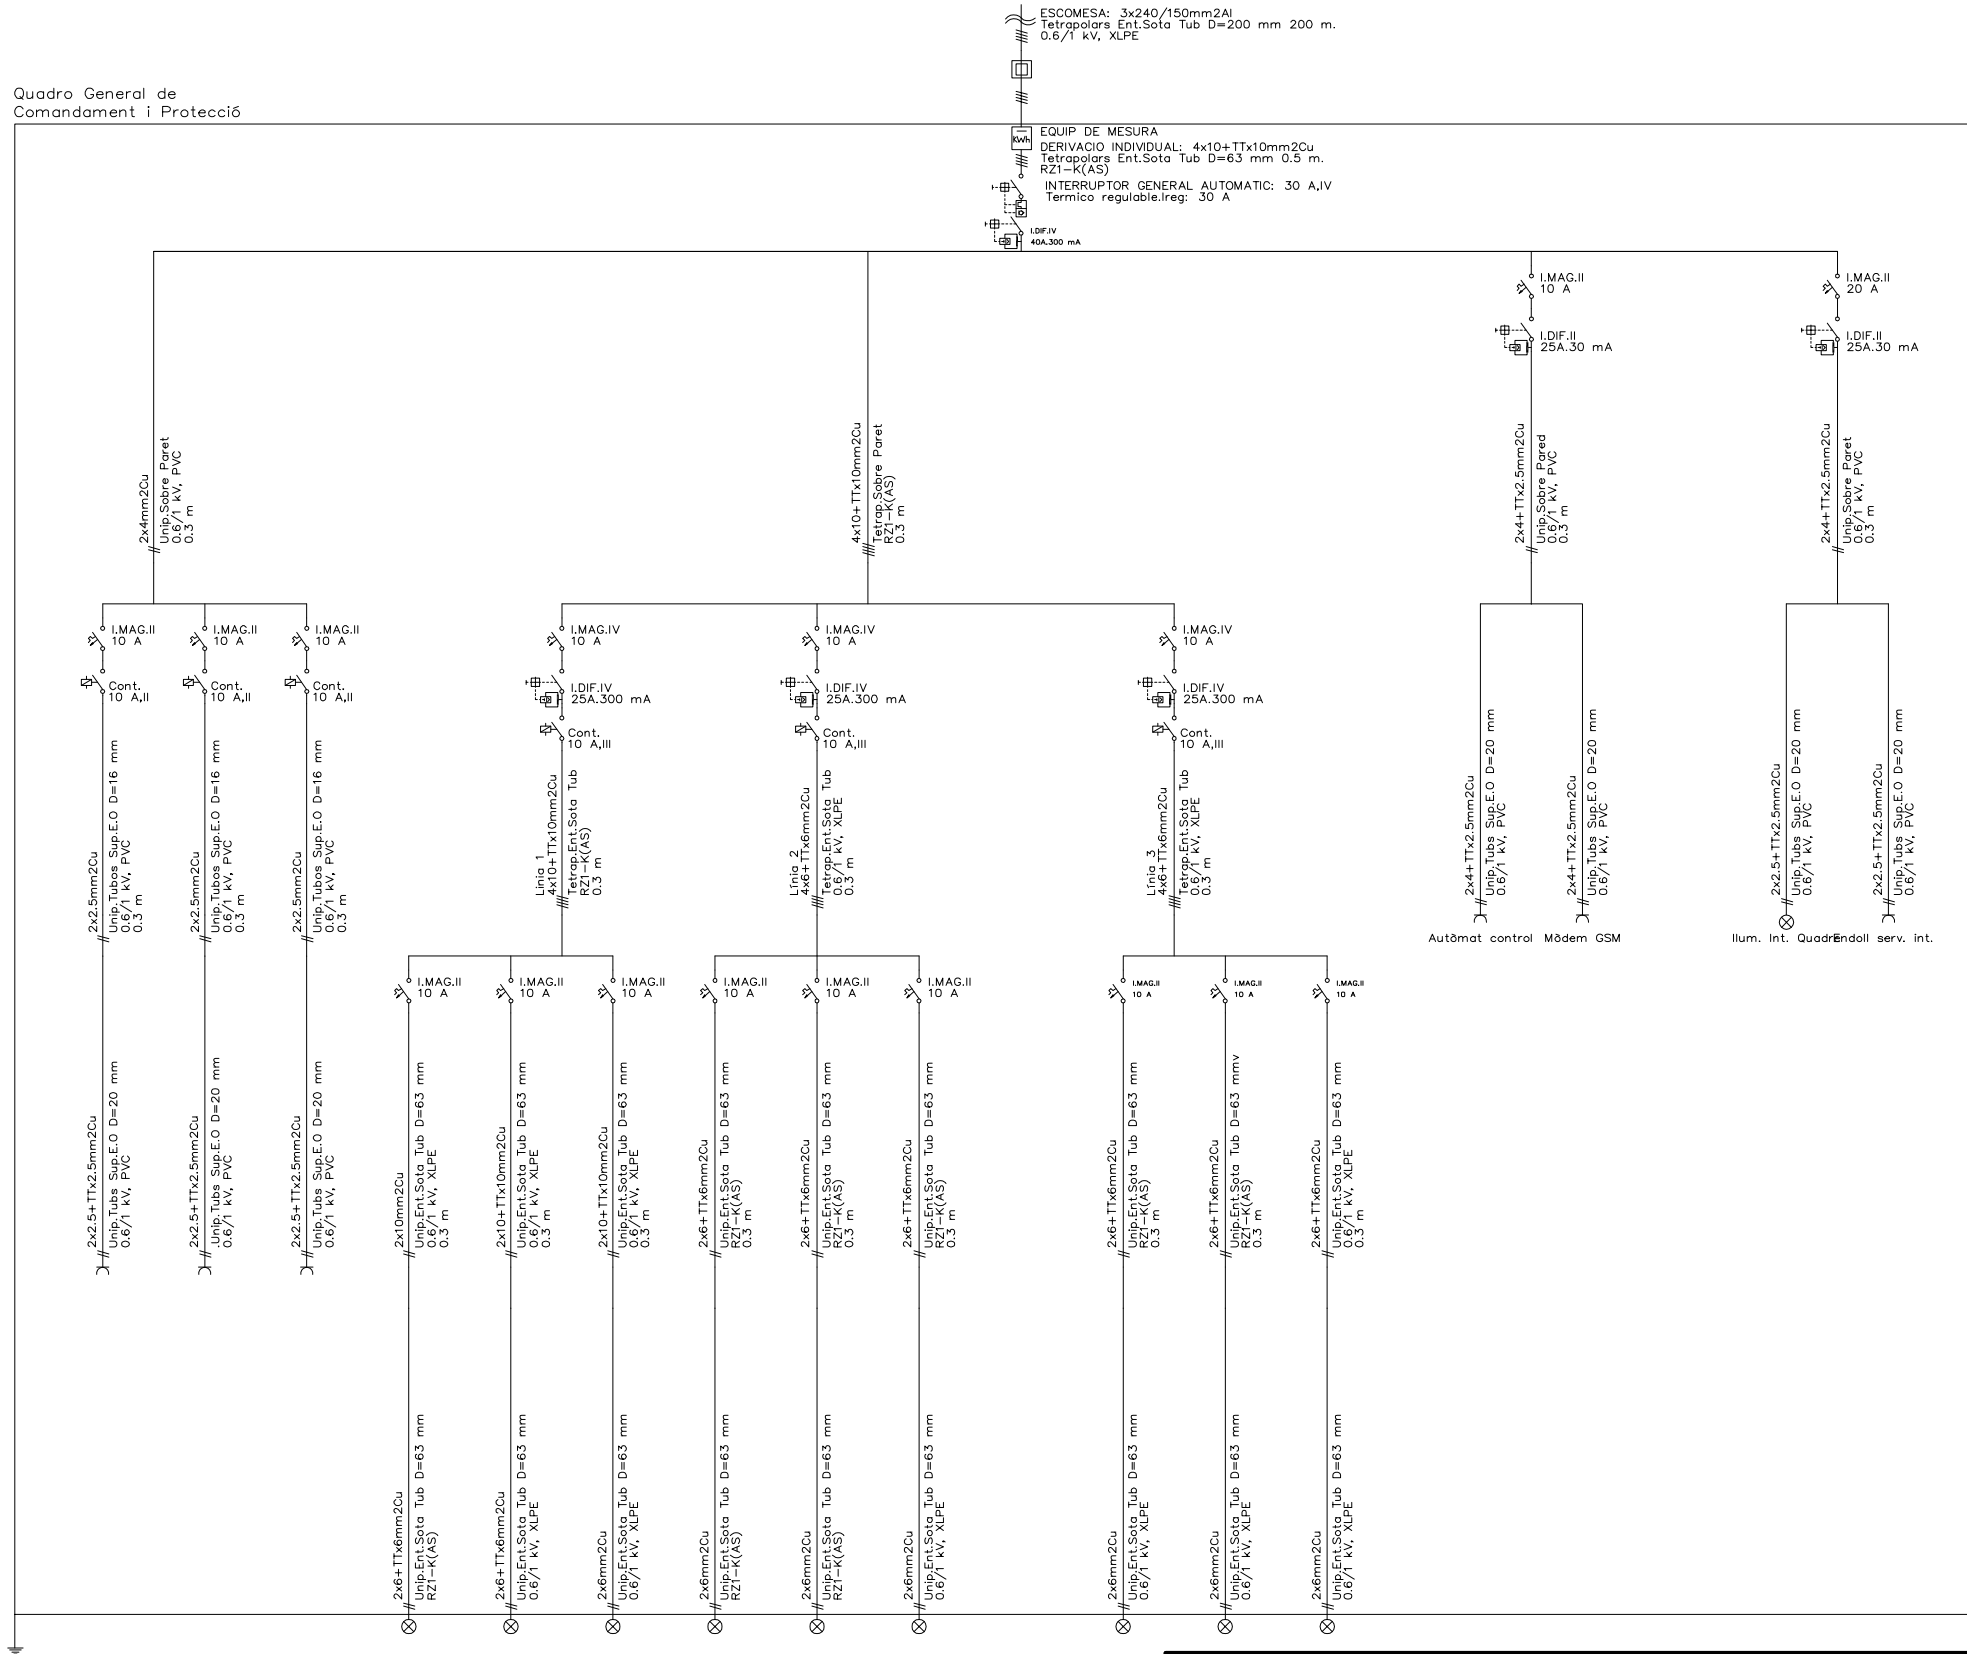 ESCOMESA: 3x240/150mm2Al
Tetrapolars Ent.Sota Tub D=200 mm 200 m.
0.6/1 kV, XLPE
Quadro General de
Comandament i Protecció
KWh
EQUIP DE MESURA
DERIVACIO INDIVIDUAL: 4x10+TTx10mm2Cu
Tetrapolars Ent.Sota Tub D=63 mm 0.5 m.
RZ1-K(AS)
INTERRUPTOR GENERAL AUTOMATIC: 30 A,IV
Termico regulable.Ireg: 30 A
I.DIF.IV
40A.300 mA
I.MAG.II
10 A
I.MAG.II
20 A
I.DIF.II
25A.30 mA
I.DIF.II
25A.30 mA
2x4mm2Cu
Unip.Sobre Paret
0.6/1 kV, PVC
0.3 m
4x10+TTx10mm2Cu
Tetrap.Sobre Paret
RZ1-K(AS)
0.3 m
2x4+TTx2.5mm2Cu
Unip.Sobre Pared
0.6/1 kV, PVC
0.3 m
2x4+TTx2.5mm2Cu
Unip.Sobre Paret
0.6/1 kV, PVC
0.3 m
I.MAG.II
10 A
I.MAG.II
10 A
I.MAG.II
10 A
I.MAG.IV
10 A
I.MAG.IV
10 A
I.MAG.IV
10 A
Cont.
10 A,II
Cont.
10 A,II
Cont.
10 A,II
I.DIF.IV
25A.300 mA
I.DIF.IV
25A.300 mA
I.DIF.IV
25A.300 mA
Cont.
10 A,III
Cont.
10 A,III
Cont.
10 A,III
2x2.5mm2Cu
Unip.Tubos Sup.E.O D=16 mm
0.6/1 kV, PVC
0.3 m
2x2.5mm2Cu
Unip.Tubos Sup.E.O D=16 mm
0.6/1 kV, PVC
0.3 m
2x2.5mm2Cu
Unip.Tubos Sup.E.O D=16 mm
0.6/1 kV, PVC
0.3 m
Línia 1
4x10+TTx10mm2Cu
Tetrap.Ent.Sota Tub
RZ1-K(AS)
0.3 m
Línia 2
4x6+TTx6mm2Cu
Tetrap.Ent.Sota Tub
0.6/1 kV, XLPE
0.3 m
Línia 3
4x6+TTx6mm2Cu
Tetrap.Ent.Sota Tub
0.6/1 kV, XLPE
0.3 m
2x4+TTx2.5mm2Cu
Unip.Tubs Sup.E.O D=20 mm
0.6/1 kV, PVC
2x4+TTx2.5mm2Cu
Unip.Tubs Sup.E.O D=20 mm
0.6/1 kV, PVC
2x2.5+TTx2.5mm2Cu
Unip.Tubs Sup.E.O D=20 mm
0.6/1 kV, PVC
2x2.5+TTx2.5mm2Cu
Unip.Tubs Sup.E.O D=20 mm
0.6/1 kV, PVC
Autòmat control
Mòdem GSM
Ilum. Int. Quadre
Endoll serv. int.
I.MAG.II
10 A
I.MAG.II
10 A
I.MAG.II
10 A
I.MAG.II
10 A
I.MAG.II
10 A
I.MAG.II
10 A
I.MAG.II
10 A
I.MAG.II
10 A
I.MAG.II
10 A
2x2.5+TTx2.5mm2Cu
Unip.Tubs Sup.E.O D=20 mm
0.6/1 kV, PVC
2x2.5+TTx2.5mm2Cu
.Unip.Tubs Sup.E.O D=20 mm
0.6/1 kV, PVC
2x2.5+TTx2.5mm2Cu
Unip.Tubs Sup.E.O D=20 mm
0.6/1 kV, PVC
2x10mm2Cu
Unip.Ent.Sota Tub D=63 mm
0.6/1 kV, XLPE
0.3 m
2x10+TTx10mm2Cu
Unip.Ent.Sota Tub D=63 mm
0.6/1 kV, XLPE
0.3 m
2x10+TTx10mm2Cu
Unip.Ent.Sota Tub D=63 mm
0.6/1 kV, XLPE
0.3 m
2x6+TTx6mm2Cu
Unip.Ent.Sota Tub D=63 mm
RZ1-K(AS)
0.3 m
2x6+TTx6mm2Cu
Unip.Ent.Sota Tub D=63 mm
RZ1-K(AS)
0.3 m
2x6+TTx6mm2Cu
Unip.Ent.Sota Tub D=63 mm
RZ1-K(AS)
0.3 m
2x6+TTx6mm2Cu
Unip.Ent.Sota Tub D=63 mm
RZ1-K(AS)
0.3 m
2x6+TTx6mm2Cu
Unip.Ent.Sota Tub D=63 mmv
RZ1-K(AS)
0.3 m
2x6+TTx6mm2Cu
Unip.Ent.Sota Tub D=63 mm
0.6/1 kV, XLPE
0.3 m
2x6+TTx6mm2Cu
Unip.Ent.Sota Tub D=63 mm
RZ1-K(AS)
2x6+TTx6mm2Cu
Unip.Ent.Sota Tub D=63 mm
0.6/1 kV, XLPE
2x6mm2Cu
Unip.Ent.Sota Tub D=63 mm
0.6/1 kV, XLPE
2x6mm2Cu
Unip.Ent.Sota Tub D=63 mm
RZ1-K(AS)
2x6mm2Cu
Unip.Ent.Sota Tub D=63 mm
RZ1-K(AS)
2x6mm2Cu
Unip.Ent.Sota Tub D=63 mm
0.6/1 kV, XLPE
2x6mm2Cu
Unip.Ent.Sota Tub D=63 mm
0.6/1 kV, XLPE
2x6mm2Cu
Unip.Ent.Sota Tub D=63 mm
0.6/1 kV, XLPE
2x6mm2Cu
Unip.Ent.Sota Tub D=63 mm
0.6/1 kV, XLPE